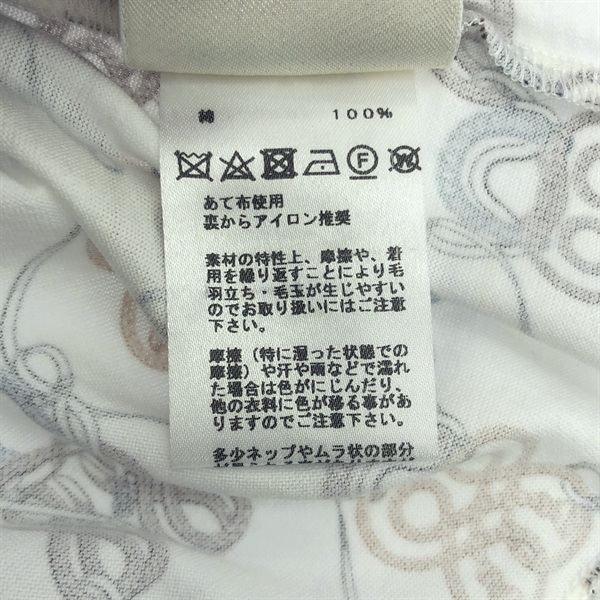 綿 100%
F W
あて布使用
裏からアイロン推奨
素材の特性上、摩擦や、着
用を繰り返すことにより毛
羽立ち・毛玉が生じやすい
のでお取り扱いにはご注意
下さい。
摩擦（特に湿った状態での
摩擦）や汗や雨などで濡れ
た場合は色がにじんだり、
他の衣料に色が移る事があ
りますのでご注意下さい。
多少ネップやムラ状の部分